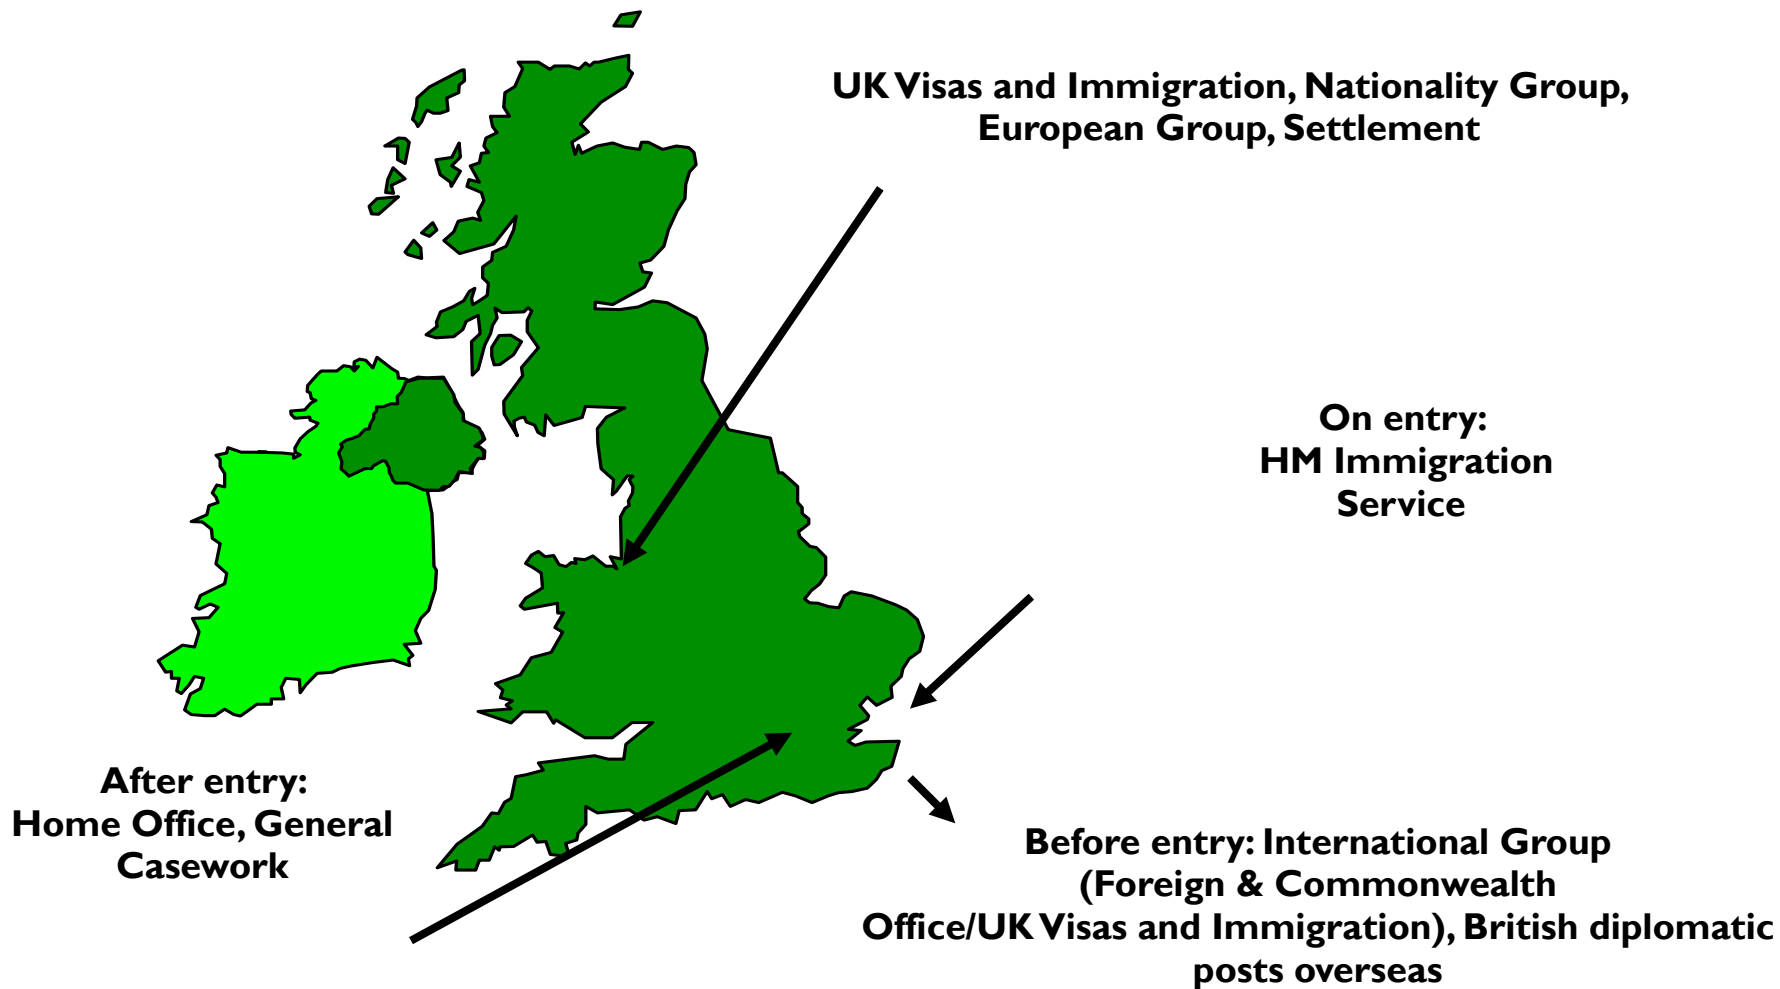 UK Visas and Immigration, Nationality Group,
European Group, Settlement
On entry:
HM Immigration
Service
After entry:
Home Office, General
Casework
Before entry: International Group
(Foreign & Commonwealth
Office/UK Visas and Immigration), British diplomatic
posts overseas